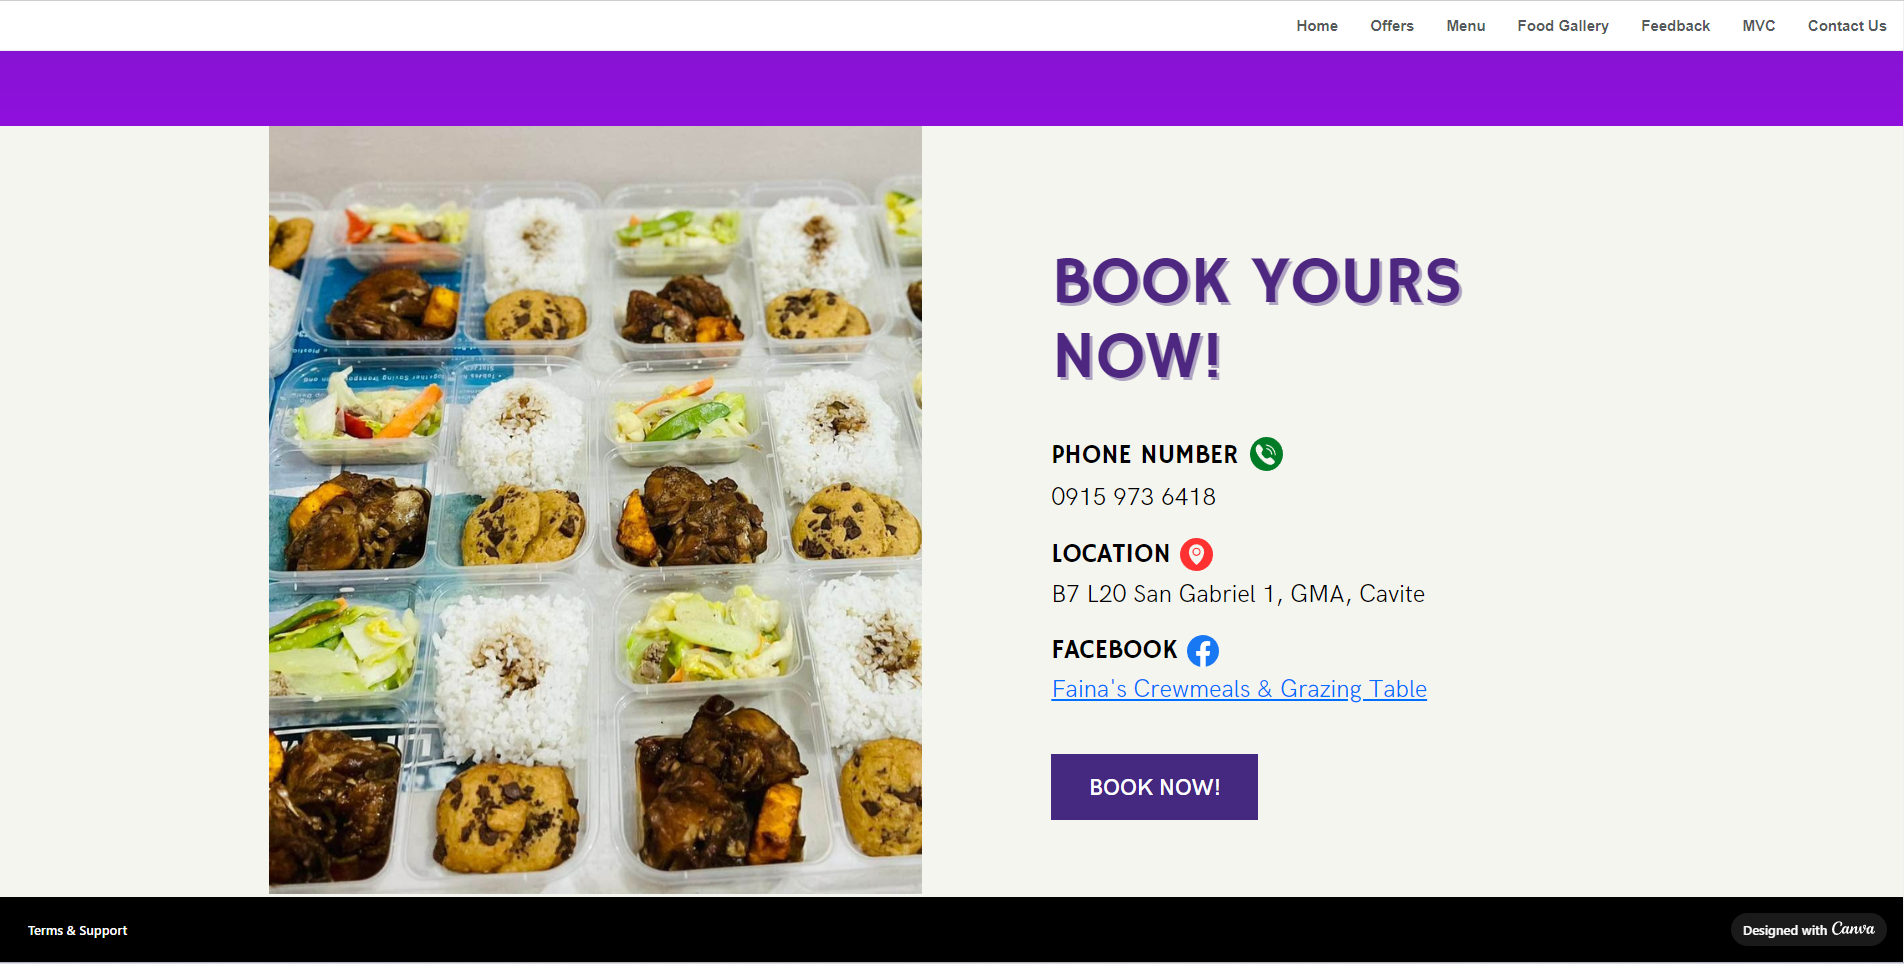 Home Offers Menu Food Gallery Feedback MVC Contact Us
BOOK YOURS
NOW!
PHONE NUMBER
0915 973 6418
LOCATION
B7 L20 San Gabriel 1, GMA, Cavite
FACEBOOK
Faina's Crewmeals & Grazing Table
BOOK NOW!
Terms & Support
Designed with Canva